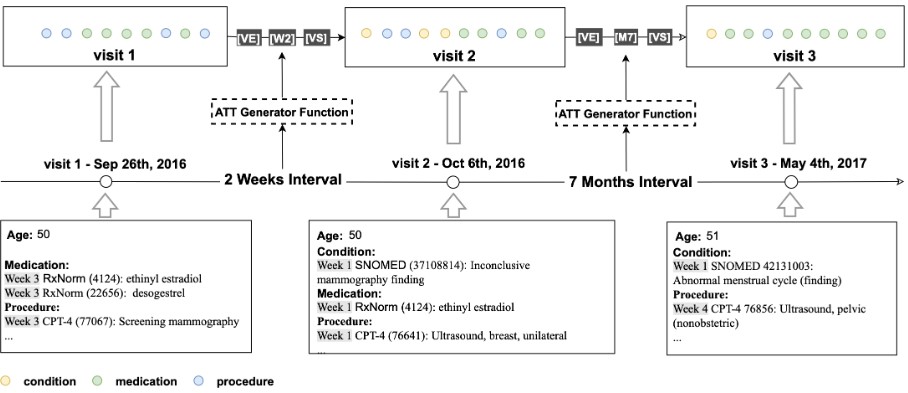 visit 1
[VE] [W2] [VS]
visit 2
[VE] [M7] [VS]
visit 3
ATT Generator Function
ATT Generator Function
visit 1 - Sep 26th, 2016
2 Weeks Interval
visit 2 - Oct 6th, 2016
7 Months Interval
visit 3 - May 4th, 2017
Age: 50
Medication:
Week 3 RxNorm (4124): ethinyl estradiol
Week 3 RxNorm (22656): desogestrel
Procedure:
Week 3 CPT-4 (77067): Screening mammography
...
Age: 50
Condition:
Week 1 SNOMED (37108814): Inconclusive
mammography finding
Medication:
Week 1 RxNorm (4124): ethinyl estradiol
Procedure:
Week 1 CPT-4 (76641): Ultrasound, breast, unilateral
...
Age: 51
Condition:
Week 1 SNOMED 42131003:
Abnormal menstrual cycle (finding)
Procedure:
Week 4 CPT-4 76856: Ultrasound, pelvic
(nonobstetric)
...
condition
medication
procedure